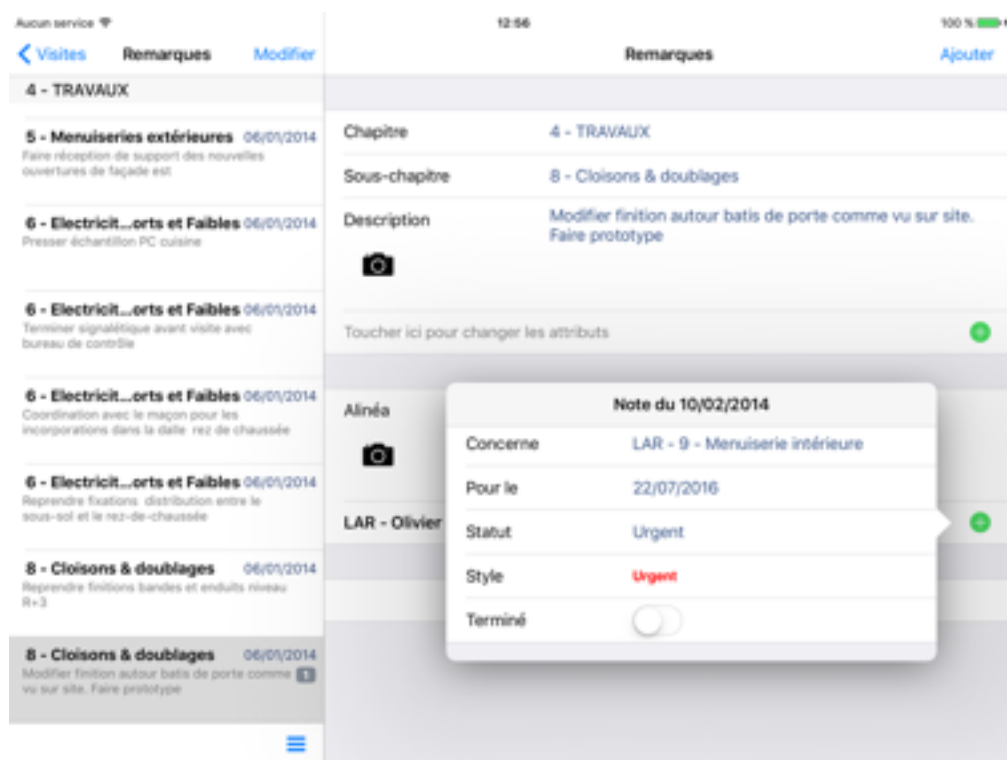 Aucun service
12:56
100 %
Visites
Remarques
Modifier
Remarques
Ajouter
4 - TRAVAUX
5 - Menuiseries extérieures 06/01/2014
Faire réception de support des nouvelles
ouvertures de façade est
6 - Electricit...orts et Faibles 06/01/2014
Presser échantillon PC cuisine
6 - Electricit...orts et Faibles 06/01/2014
Terminer signalétique avant visite avec
bureau de contrôle
6 - Electricit...orts et Faibles 06/01/2014
Coordination avec le maçon pour les
incorporations dans la dalle rez de chaussée
6 - Electricit...orts et Faibles 06/01/2014
Reprendre fixations distribution entre le
sous-sol et le rez-de-chaussée
8 - Cloisons & doublages 06/01/2014
Reprendre finitions bandes et enduits niveau
R+3
8 - Cloisons & doublages 06/01/2014
Modifier finition autour batis de porte comme 1
vu sur site. Faire prototype
Chapitre 4 - TRAVAUX
Sous-chapitre 8 - Cloisons & doublages
Description Modifier finition autour batis de porte comme vu sur site.
Faire prototype
Toucher ici pour changer les attributs
Alinéa
LAR - Olivier
Note du 10/02/2014
Concerne LAR - 9 - Menuiserie intérieure
Pour le 22/07/2016
Statut Urgent
Style Urgent
Terminé